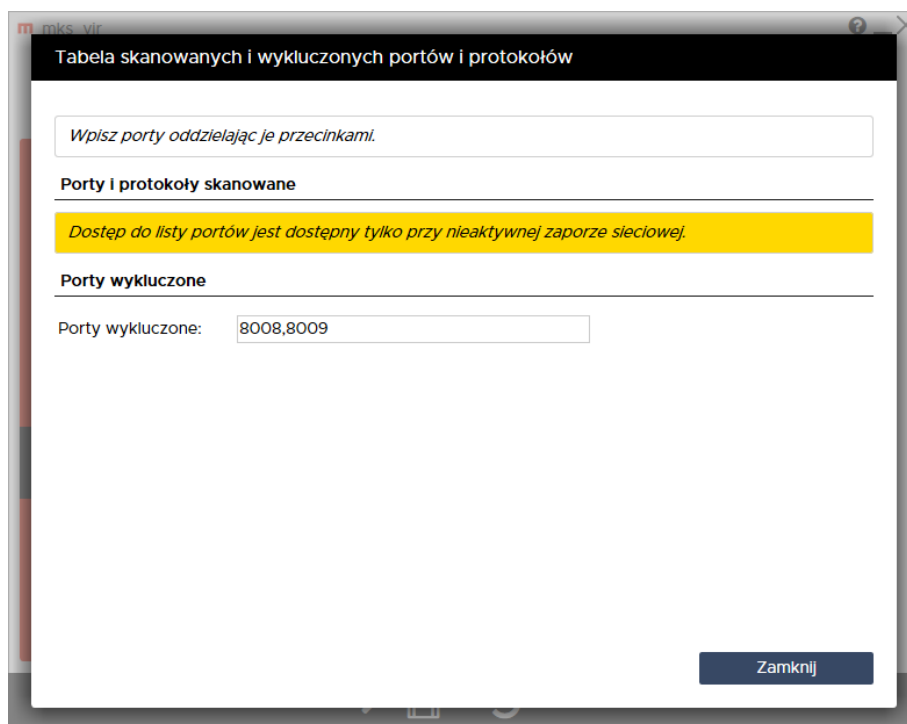 m mks_vir
Tabela skanowanych i wykluczonych portów i protokołów
Wpisz porty oddzielając je przecinkami.
Porty i protokoły skanowane
Dostęp do listy portów jest dostępny tylko przy nieaktywnej zaporze sieciowej.
Porty wykluczone
Porty wykluczone: 8008,8009
Zamknij